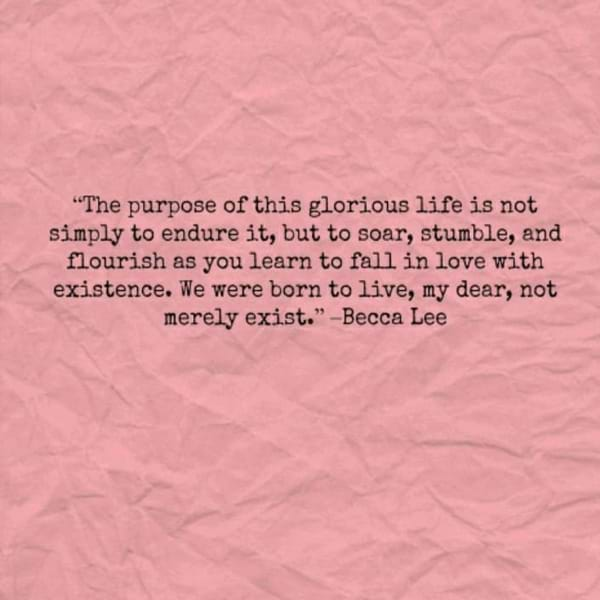 “The purpose of this glorious life is not
simply to endure it, but to soar, stumble, and
flourish as you learn to fall in love with
existence. We were born to live, my dear, not
merely exist.” –Becca Lee